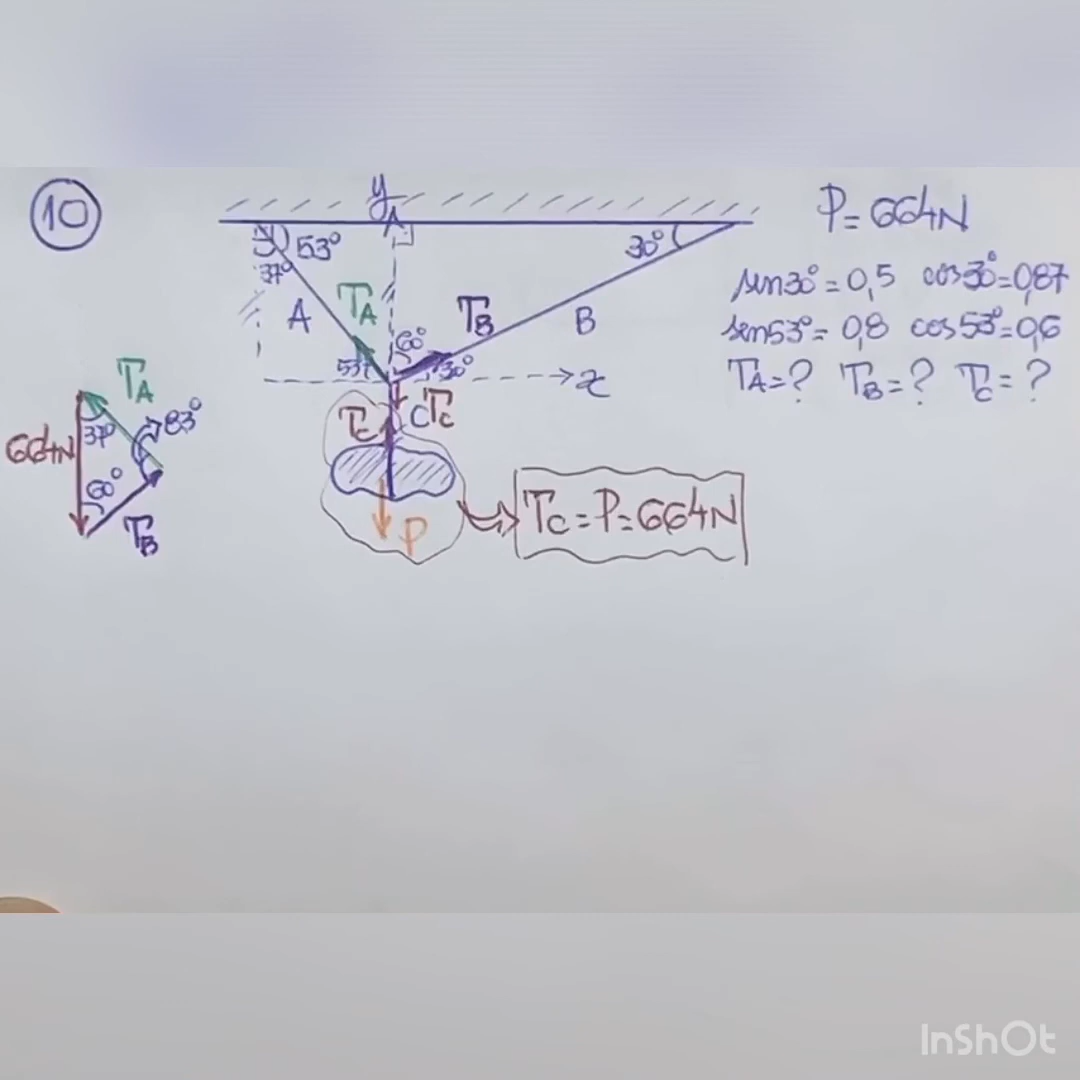 10
y
P = 664N
53°
30°
37°
sen30° = 0,5 cos30° = 0,87
A
TA
60°
TB
B
sen53° = 0,8 cos53° = 0,6
53°
30°
x
TA = ? TB = ? TC = ?
TA
37°
83°
664N
60°
TB
TC
C
TC
P
TC = P = 664N
InShOt